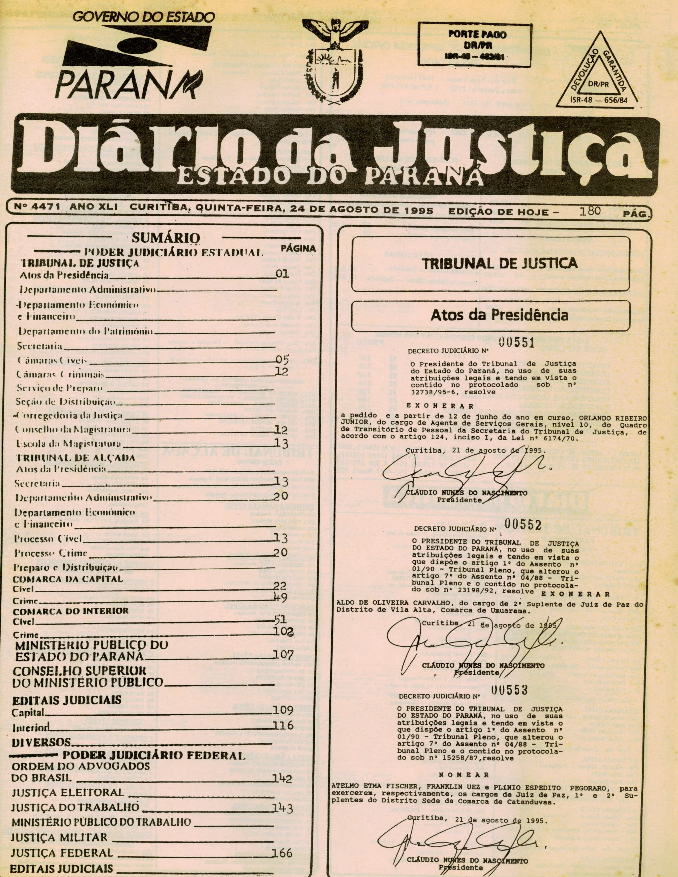 GOVERNO DO ESTADO
PARANÁ
PORTE PAGO
DR/PR
ISR-48 — 482/81
DEVOLUÇÃO
GARANTIDA
DR/PR
ISR-48 — 656/84
Diário da Justiça
ESTADO DO PARANÁ
Nº 4471 ANO XLI CURITIBA, QUINTA-FEIRA, 24 DE AGOSTO DE 1995 EDIÇÃO DE HOJE - 180 PÁG.
SUMÁRIO
PODER JUDICIÁRIO ESTADUAL PÁGINA
TRIBUNAL DE JUSTIÇA
Atos da Presidência 01
Departamento Administrativo
-Departamento Econômico
e Financeiro
Departamento do Patrimônio
Secretaria
Câmaras Cíveis 05
Câmaras Criminais 12
Serviço de Preparo
Seção de Distribuição
-Corregedoria da Justiça
Conselho da Magistratura 12
Escola da Magistratura 13
TRIBUNAL DE ALÇADA
Atos da Presidência
Secretaria 13
Departamento Administrativo 20
Departamento Econômico
e Financeiro
Processo Cível 13
Processo Crime 20
Preparo e Distribuição
COMARCA DA CAPITAL
Cível 22
Crime 49
COMARCA DO INTERIOR
Cível 51
Crime 102
MINISTÉRIO PÚBLICO DO
ESTADO DO PARANÁ 107
CONSELHO SUPERIOR
DO MINISTÉRIO PÚBLICO
EDITAIS JUDICIAIS
Capital 109
Interior 116
DIVERSOS
PODER JUDICIÁRIO FEDERAL
ORDEM DO ADVOGADOS
DO BRASIL 142
JUSTIÇA ELEITORAL
JUSTIÇA DO TRABALHO 143
MINISTÉRIO PÚBLICO DO TRABALHO
JUSTIÇA MILITAR
JUSTIÇA FEDERAL 166
EDITAIS JUDICIAIS
TRIBUNAL DE JUSTICA
Atos da Presidência
DECRETO JUDICIÁRIO Nº 00551
O Presidente do Tribunal de Justiça
do Estado do Paraná, no uso de suas
atribuições legais e tendo em vista o
contido no protocolado sob nº
32738/95-6, resolve
E X O N E R A R
a pedido e a partir de 12 de junho do ano em curso, ORLANDO RIBEIRO
JÚNIOR, do cargo de Agente de Serviços Gerais, nível 10, do Quadro
de Transitório de Pessoal da Secretaria do Tribunal de Justiça, de
acordo com o artigo 124, inciso I, da Lei nº 6174/70.
Curitiba, 21 de agosto de 1995.
CLÁUDIO NUNES DO NASCIMENTO
Presidente
DECRETO JUDICIÁRIO Nº 00552
O PRESIDENTE DO TRIBUNAL DE JUSTIÇA
DO ESTADO DO PARANÁ, no uso de suas
atribuições legais e tendo em vista o
que dispõe o artigo 1º do Assento nº
01/90 - Tribunal Pleno, que alterou o
artigo 7º do Assento nº 04/88 - Tri-
bunal Pleno e o contido no protocola-
do sob nº 23198/92, resolve E X O N E R A R
ALDO DE OLIVEIRA CARVALHO, do cargo de 2º Suplente de Juiz de Paz do
Distrito de Vila Alta, Comarca de Umuarama.
Curitiba, 21 de agosto de 1995
CLÁUDIO NUNES DO NASCIMENTO
Presidente
DECRETO JUDICIÁRIO Nº 00553
O PRESIDENTE DO TRIBUNAL DE JUSTIÇA
DO ESTADO DO PARANÁ, no uso de suas
atribuições legais e tendo em vista o
que dispõe o artigo 1º do Assento nº
01/90 - Tribunal Pleno, que alterou o
artigo 7º do Assento nº 04/88 - Tri-
bunal Pleno e o contido no protocola-
do sob nº 15258/87, resolve
N O M E A R
ATELMO ETMA FISCHER, FRANKLIN UEZ e PLÍNIO ESPEDITO PEGORARO, para
exercerem, respectivamente, os cargos de Juiz de Paz, 1º e 2º Su-
plentes do Distrito Sede da Comarca de Catanduvas.
Curitiba, 21 de agosto de 1995.
CLÁUDIO NUNES DO NASCIMENTO
Presidente